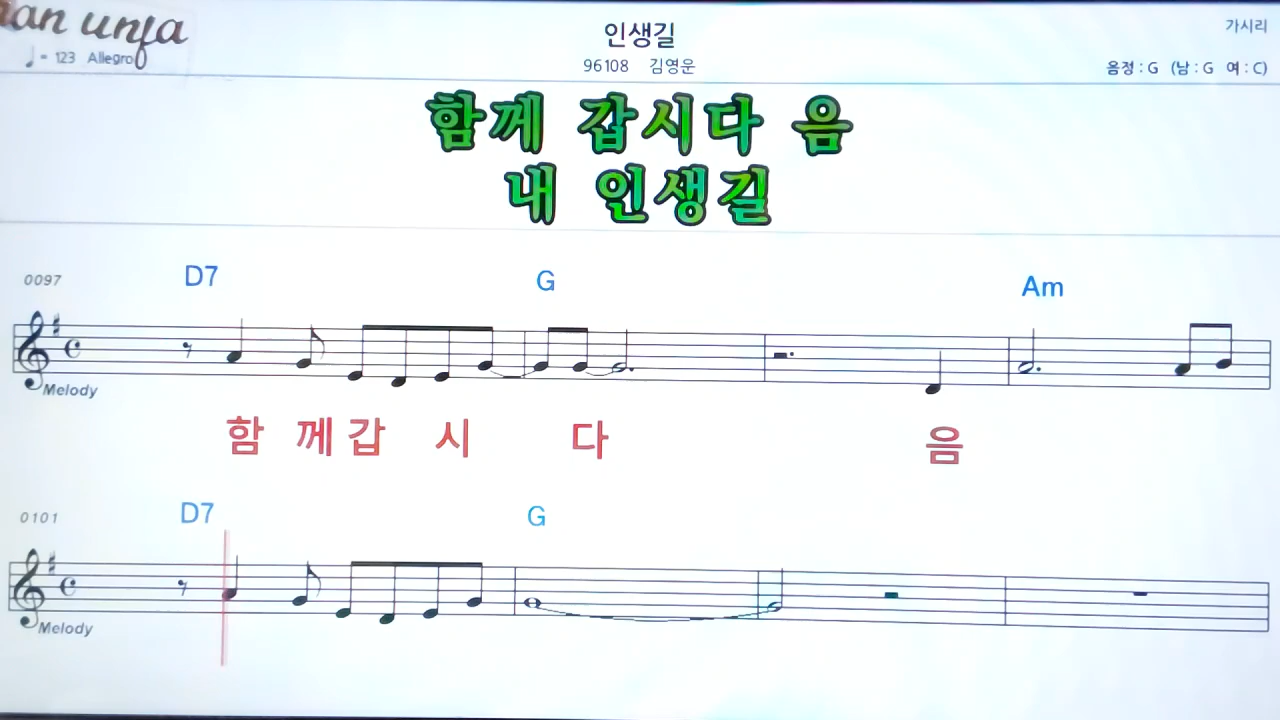 unja
♩ = 123 Allegro
인생길
96108 김영운
가시리
음정 : G (남 : G 여 : C)
함께 갑시다 음
내 인생길
0097 D7 G Am
Melody
함 께 갑 시 다 음
0101 D7 G
Melody